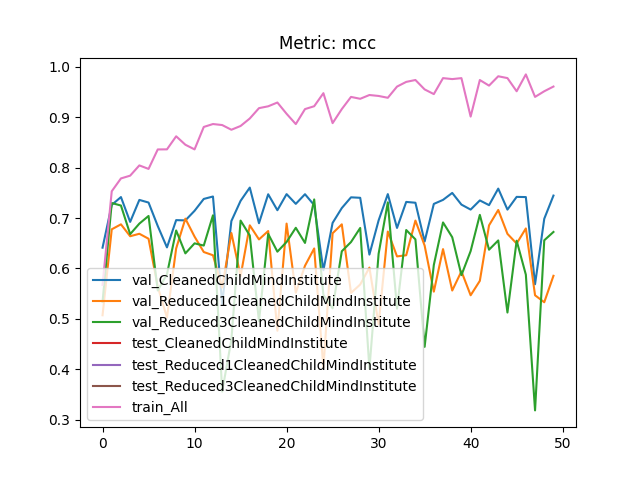 Metric: mcc
1.0
0.9
0.8
0.7
0.6
0.5
0.4
0.3
val_CleanedChildMindInstitute
val_Reduced1CleanedChildMindInstitute
val_Reduced3CleanedChildMindInstitute
test_CleanedChildMindInstitute
test_Reduced1CleanedChildMindInstitute
test_Reduced3CleanedChildMindInstitute
train_All
0 10 20 30 40 50